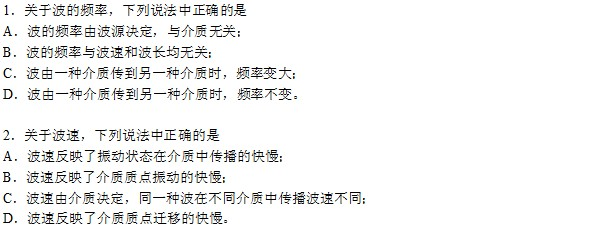 1．关于波的频率，下列说法中正确的是
A．波的频率由波源决定，与介质无关；
B．波的频率与波速和波长均无关；
C．波由一种介质传到另一种介质时，频率变大；
D．波由一种介质传到另一种介质时，频率不变。
2．关于波速，下列说法中正确的是
A．波速反映了振动状态在介质中传播的快慢；
B．波速反映了介质质点振动的快慢；
C．波速由介质决定，同一种波在不同介质中传播波速不同；
D．波速反映了介质质点迁移的快慢。